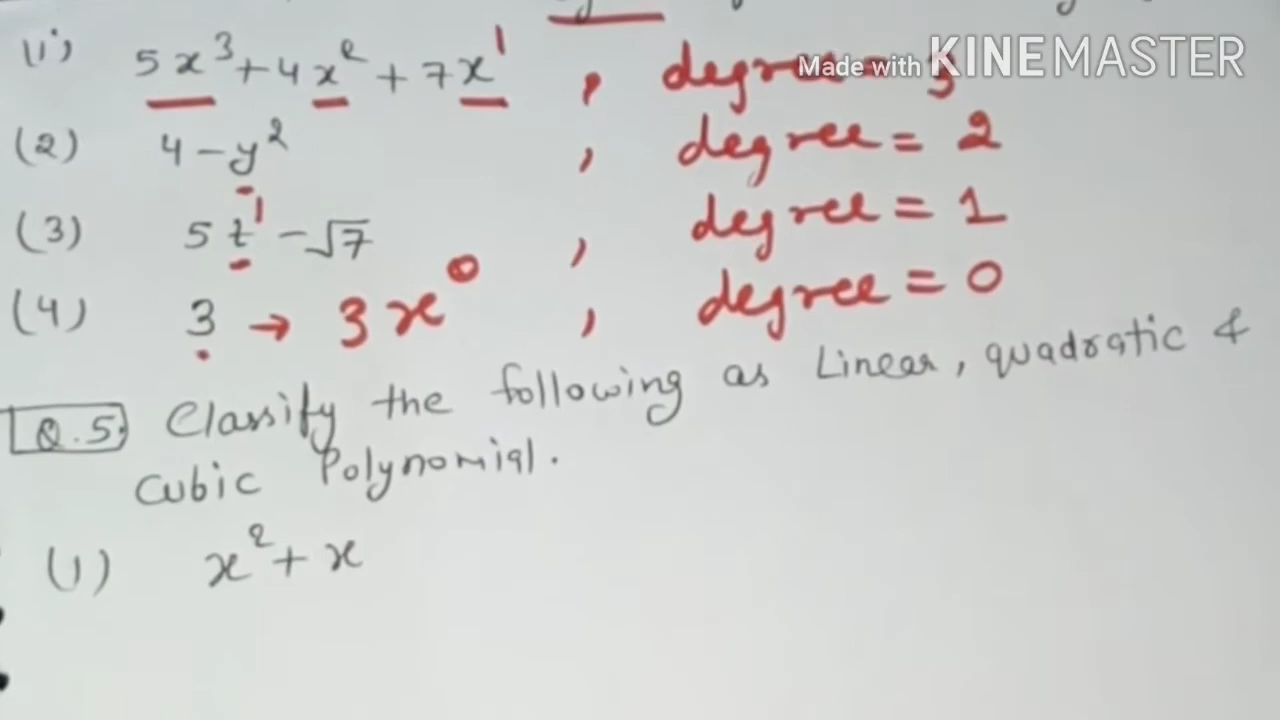 Made with KINEMASTER
(1) 5x³ + 4x² + 7x¹ , degree = 3
(2) 4 - y² , degree = 2
(3) 5t¹ - √7 , degree = 1
(4) 3 → 3x⁰ , degree = 0
Q.5. Classify the following as Linear, quadratic &
cubic Polynomial.
(1) x² + x